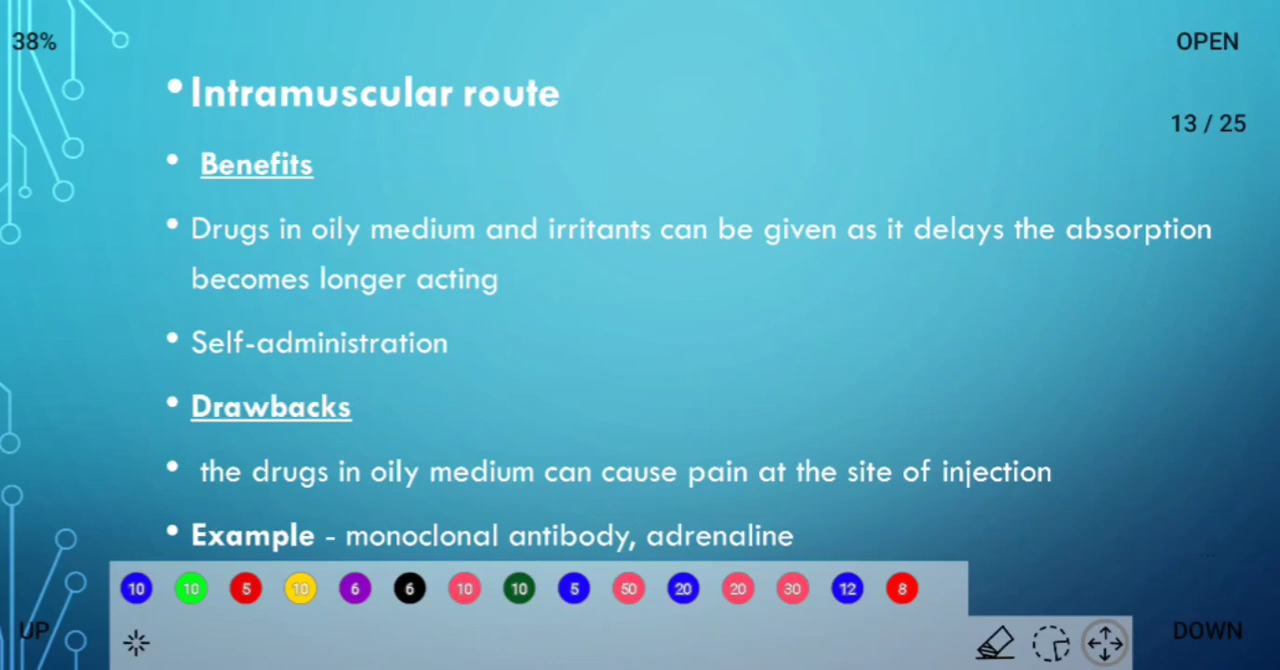 38%
OPEN
13 / 25
• Intramuscular route
• Benefits
• Drugs in oily medium and irritants can be given as it delays the absorption
becomes longer acting
• Self-administration
• Drawbacks
• the drugs in oily medium can cause pain at the site of injection
• Example - monoclonal antibody, adrenaline
10 10 5 10 6 6 10 10 5 50 20 20 30 12 8
UP
DOWN